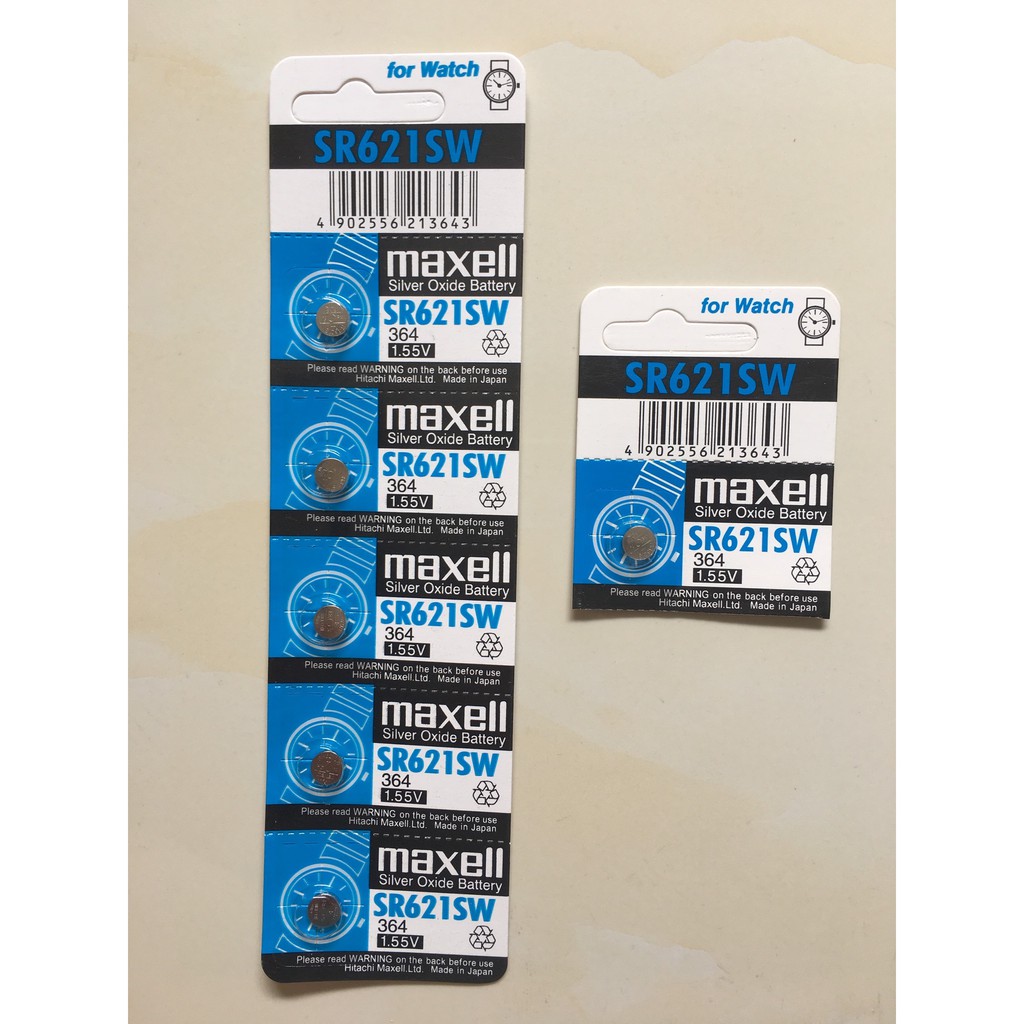 for Watch
SR621SW
4 902556 213643
maxell
Silver Oxide Battery
SR621SW
364
1.55V
Please read WARNING on the back before use
Hitachi Maxell.Ltd. Made in Japan
maxell
Silver Oxide Battery
SR621SW
364
1.55V
Please read WARNING on the back before use
Hitachi Maxell.Ltd. Made in Japan
maxell
Silver Oxide Battery
SR621SW
364
1.55V
Please read WARNING on the back before use
Hitachi Maxell.Ltd. Made in Japan
maxell
Silver Oxide Battery
SR621SW
364
1.55V
Please read WARNING on the back before use
Hitachi Maxell.Ltd. Made in Japan
maxell
Silver Oxide Battery
SR621SW
364
1.55V
Please read WARNING on the back before use
Hitachi Maxell.Ltd. Made in Japan
for Watch
SR621SW
4 902556 213643
maxell
Silver Oxide Battery
SR621SW
364
1.55V
Please read WARNING on the back before use
Hitachi Maxell.Ltd. Made in Japan